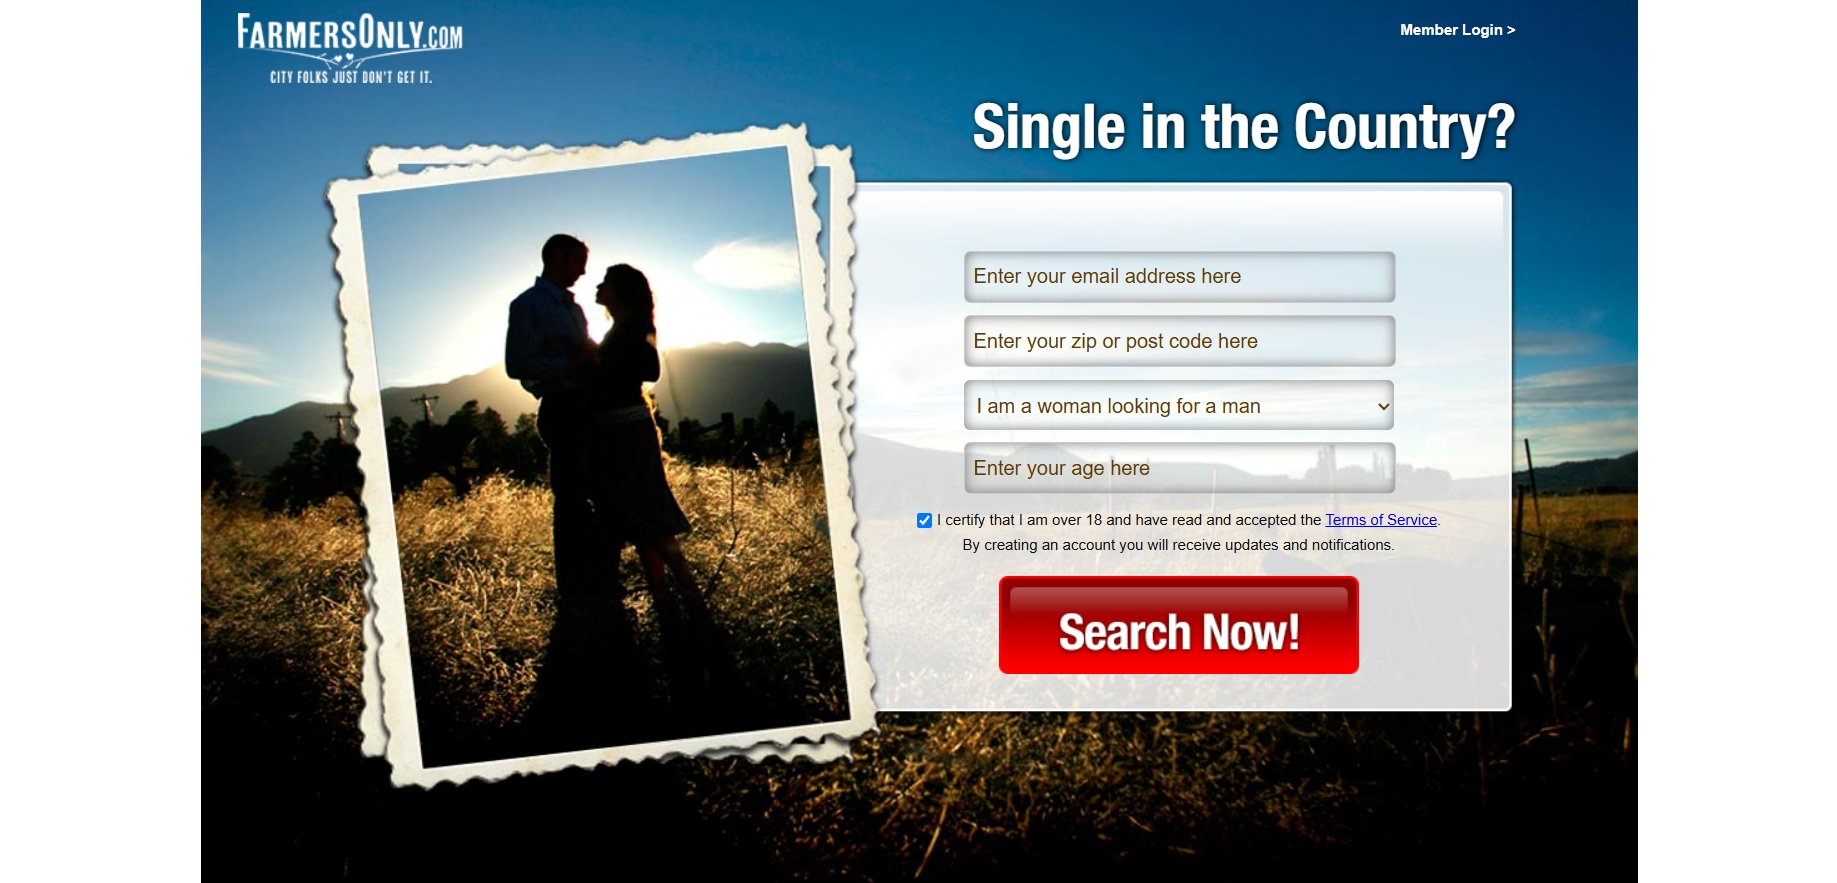 FARMERSONLY.COM
CITY FOLKS JUST DON'T GET IT.
Member Login >
Single in the Country?
Enter your email address here
Enter your zip or post code here
I am a woman looking for a man
Enter your age here
I certify that I am over 18 and have read and accepted the Terms of Service.
By creating an account you will receive updates and notifications.
Search Now!